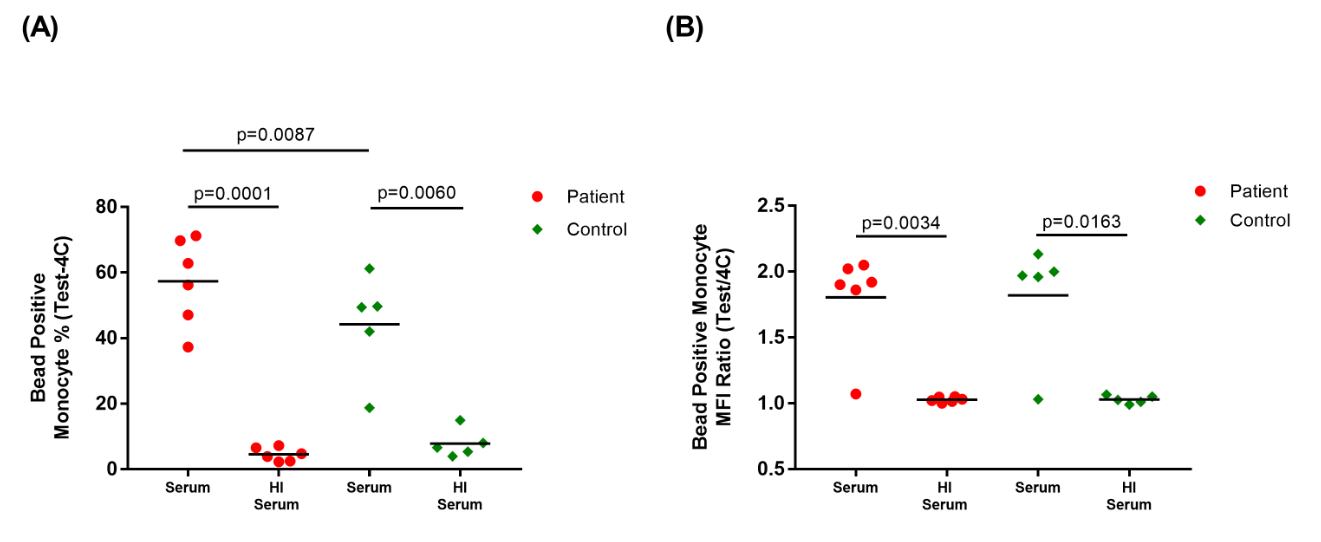 (A)
p=0.0087
p=0.0001
p=0.0060
Patient
Control
Bead Positive
Monocyte % (Test-4C)
80
60
40
20
0
Serum
HI
Serum
Serum
HI
Serum
(B)
p=0.0034
p=0.0163
Patient
Control
Bead Positive Monocyte
MFI Ratio (Test/4C)
2.5
2.0
1.5
1.0
0.5
Serum
HI
Serum
Serum
HI
Serum